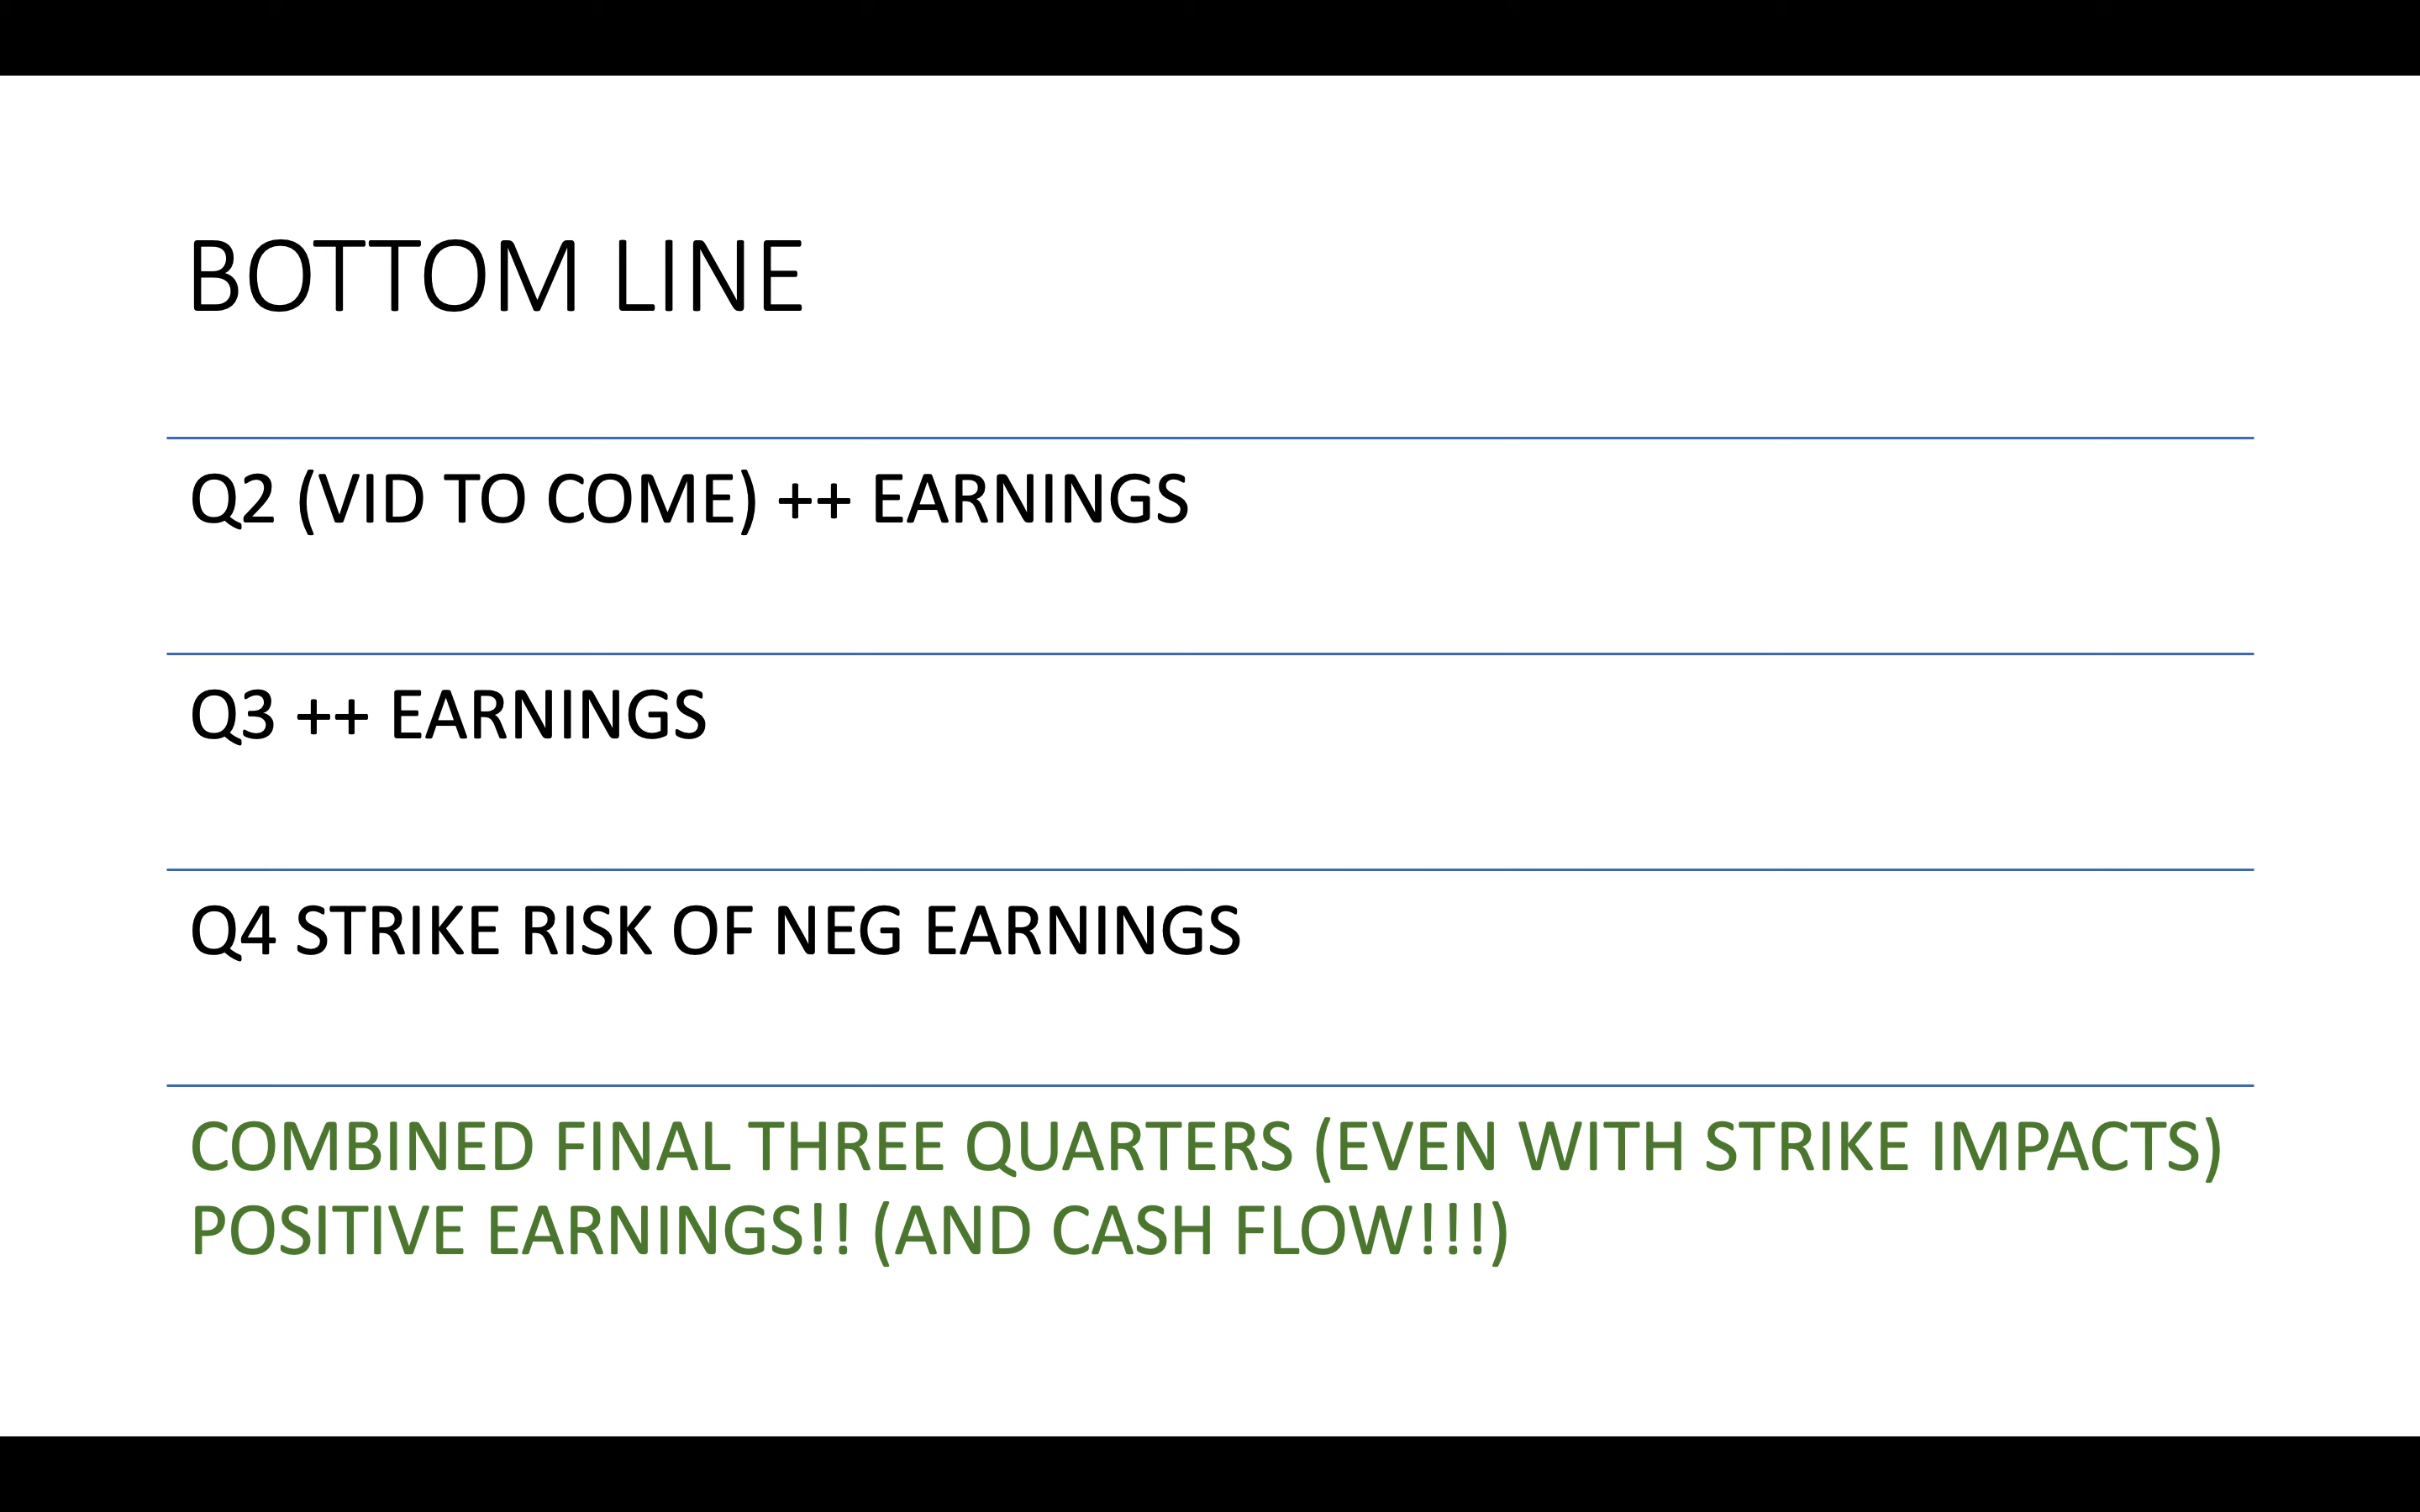 BOTTOM LINE
Q2 (VID TO COME) ++ EARNINGS
Q3 ++ EARNINGS
Q4 STRIKE RISK OF NEG EARNINGS
COMBINED FINAL THREE QUARTERS (EVEN WITH STRIKE IMPACTS)
POSITIVE EARNINGS!! (AND CASH FLOW!!!)